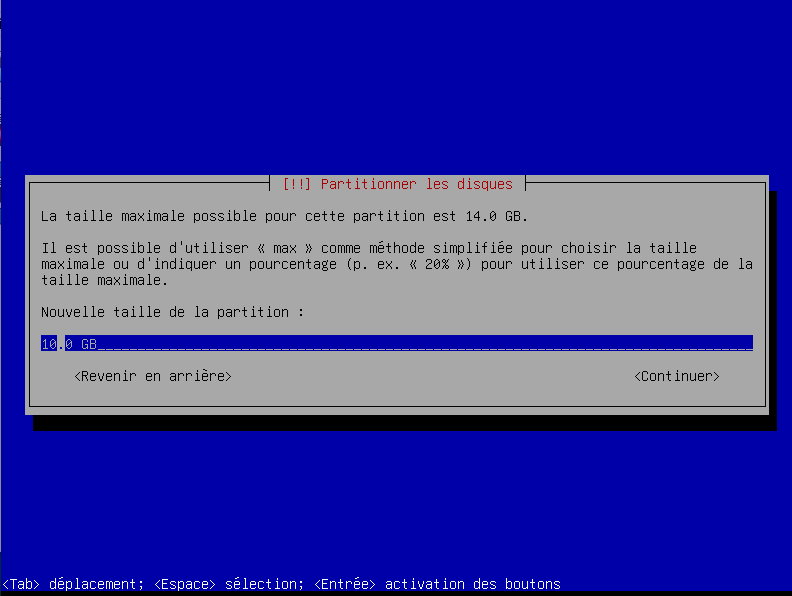 [!!] Partitionner les disques
La taille maximale possible pour cette partition est 14.0 GB.
Il est possible d'utiliser « max » comme méthode simplifiée pour choisir la taille
maximale ou d'indiquer un pourcentage (p. ex. « 20% ») pour utiliser ce pourcentage de la
taille maximale.
Nouvelle taille de la partition :
10.0 GB
<Revenir en arrière> <Continuer>
<Tab> déplacement; <Espace> sélection; <Entrée> activation des boutons